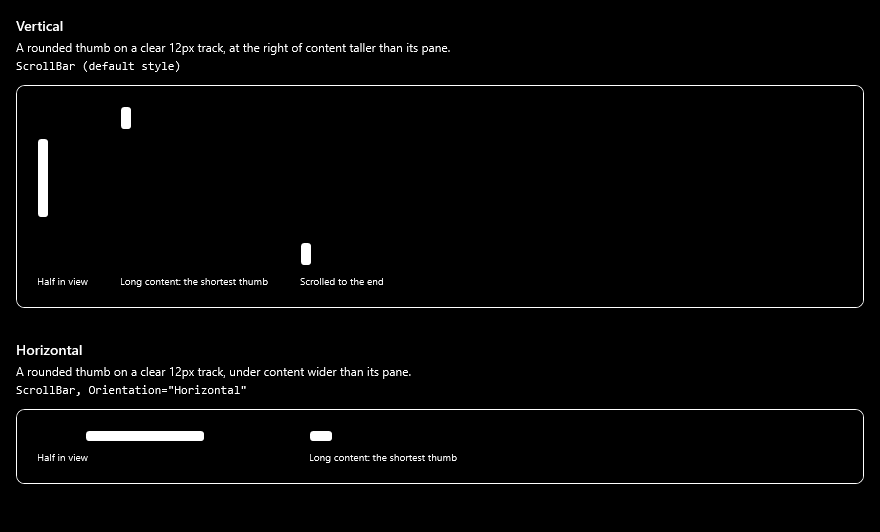 Vertical
A rounded thumb on a clear 12px track, at the right of content taller than its pane.
ScrollBar (default style)
Half in view
Long content: the shortest thumb
Scrolled to the end
Horizontal
A rounded thumb on a clear 12px track, under content wider than its pane.
ScrollBar, Orientation="Horizontal"
Half in view
Long content: the shortest thumb